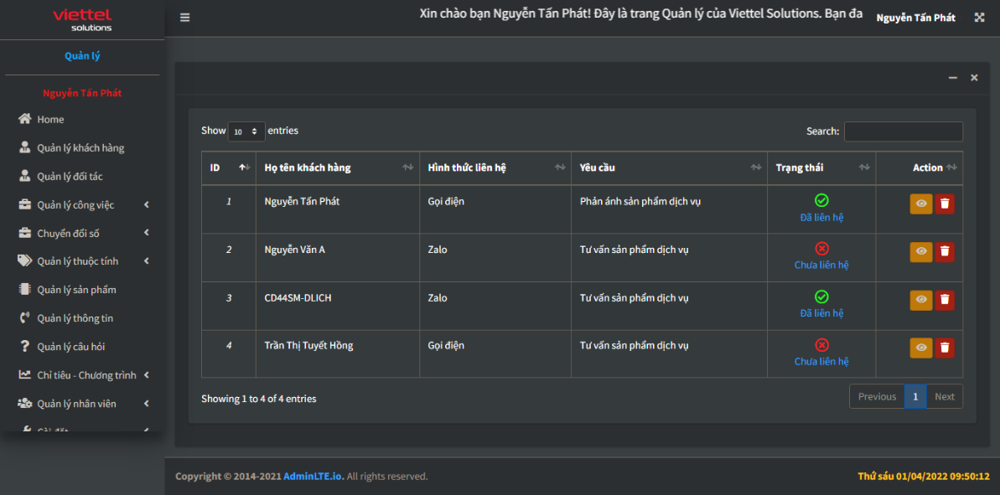 viettel
solutions
Xin chào bạn Nguyễn Tấn Phát! Đây là trang Quản lý của Viettel Solutions. Bạn đa
Nguyễn Tấn Phát
Quản lý
Nguyễn Tấn Phát
Home
Quản lý khách hàng
Quản lý đối tác
Quản lý công việc
Chuyển đổi số
Quản lý thuộc tính
Quản lý sản phẩm
Quản lý thông tin
Quản lý câu hỏi
Chỉ tiêu - Chương trình
Quản lý nhân viên
Cài đặt
Show 10 entries
Search:
ID Họ tên khách hàng Hình thức liên hệ Yêu cầu Trạng thái Action
1 Nguyễn Tấn Phát Gọi điện Phản ánh sản phẩm dịch vụ Đã liên hệ
2 Nguyễn Văn A Zalo Tư vấn sản phẩm dịch vụ Chưa liên hệ
3 CD44SM-DLICH Zalo Tư vấn sản phẩm dịch vụ Đã liên hệ
4 Trần Thị Tuyết Hồng Gọi điện Tư vấn sản phẩm dịch vụ Chưa liên hệ
Showing 1 to 4 of 4 entries
Previous 1 Next
Copyright © 2014-2021 AdminLTE.io. All rights reserved.
Thứ sáu 01/04/2022 09:50:12